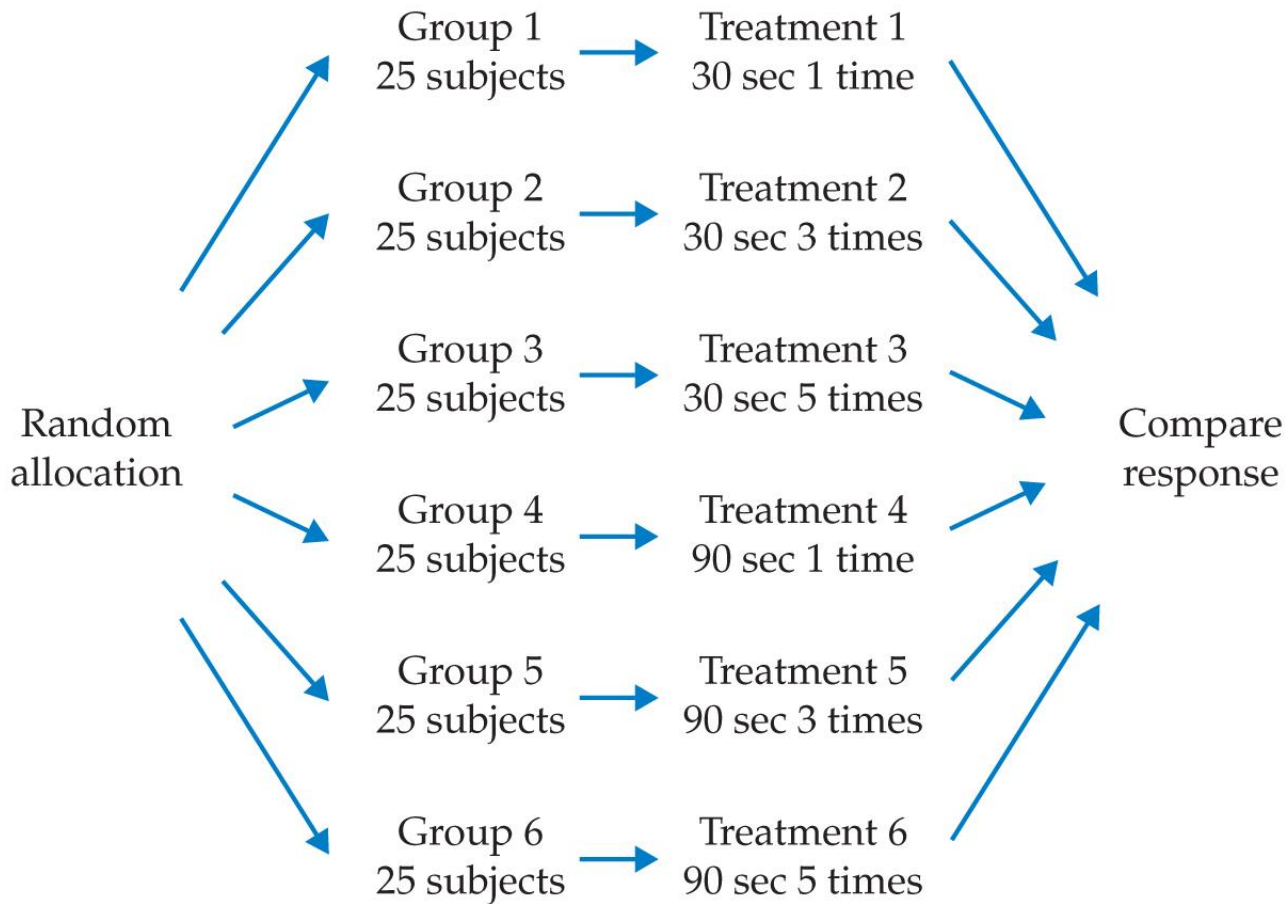 Group 1
25 subjects
Treatment 1
30 sec 1 time
Group 2
25 subjects
Treatment 2
30 sec 3 times
Group 3
25 subjects
Treatment 3
30 sec 5 times
Random
allocation
Compare
response
Group 4
25 subjects
Treatment 4
90 sec 1 time
Group 5
25 subjects
Treatment 5
90 sec 3 times
Group 6
25 subjects
Treatment 6
90 sec 5 times